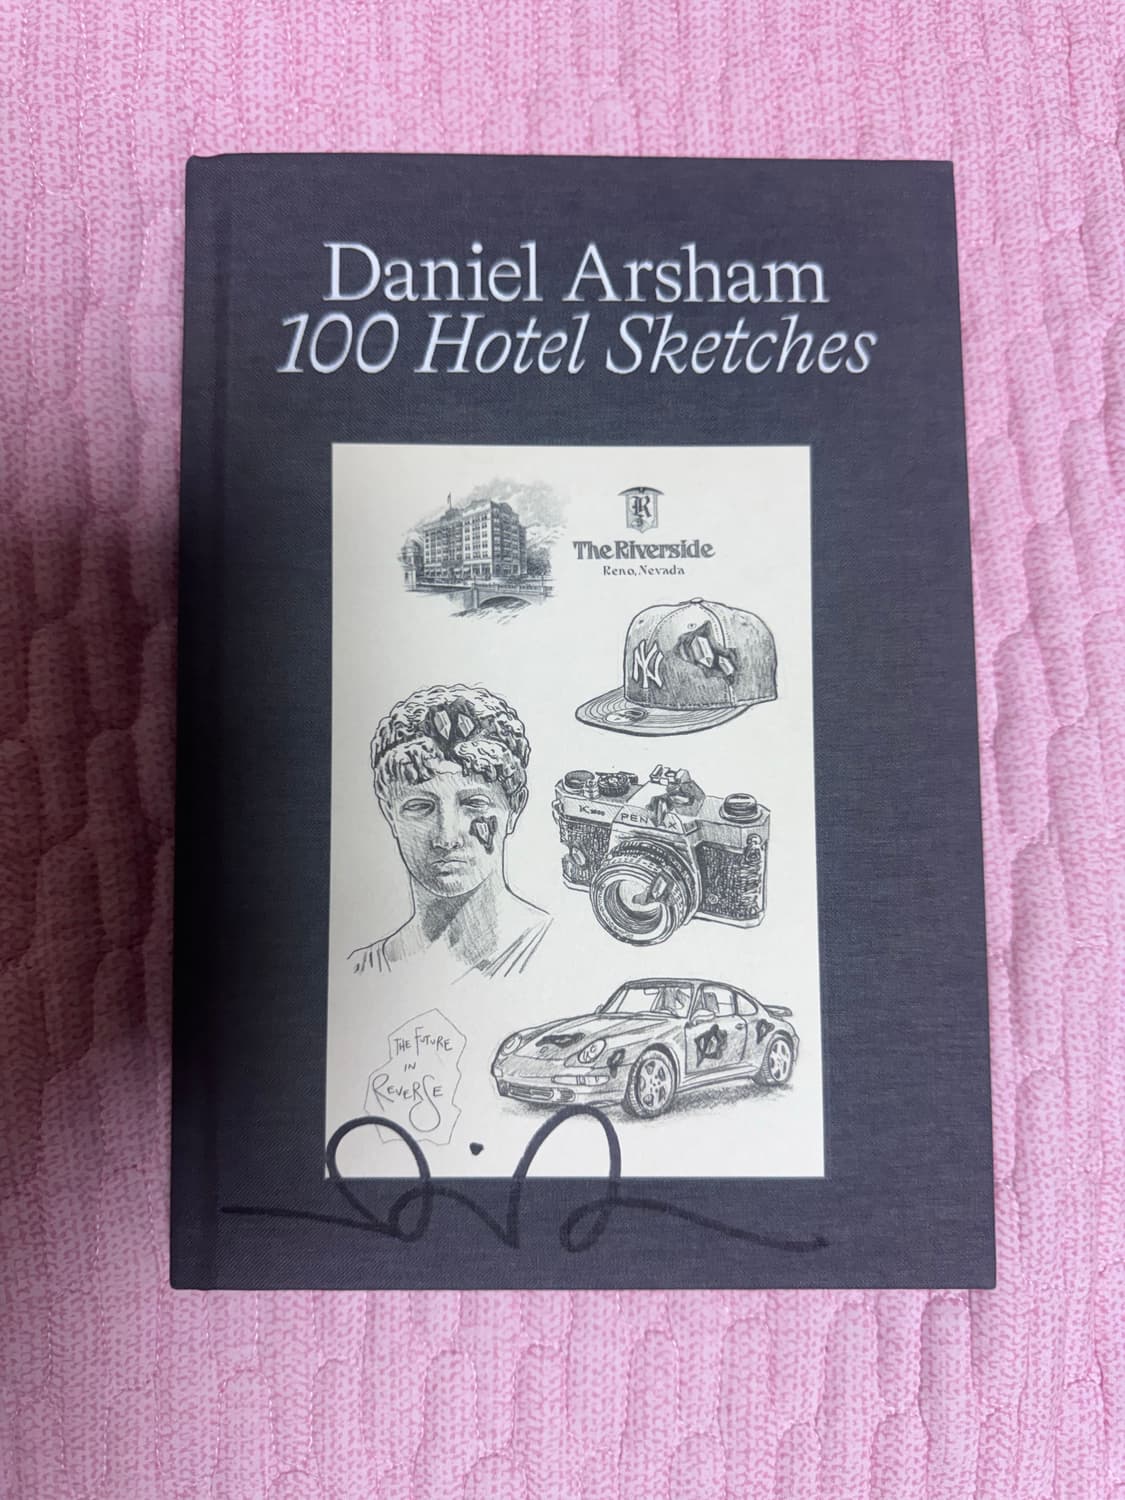 Daniel Arsham
100 Hotel Sketches
R
The Riverside
Reno, Nevada
NY
PEN X
THE FUTURE
IN
REVERSE